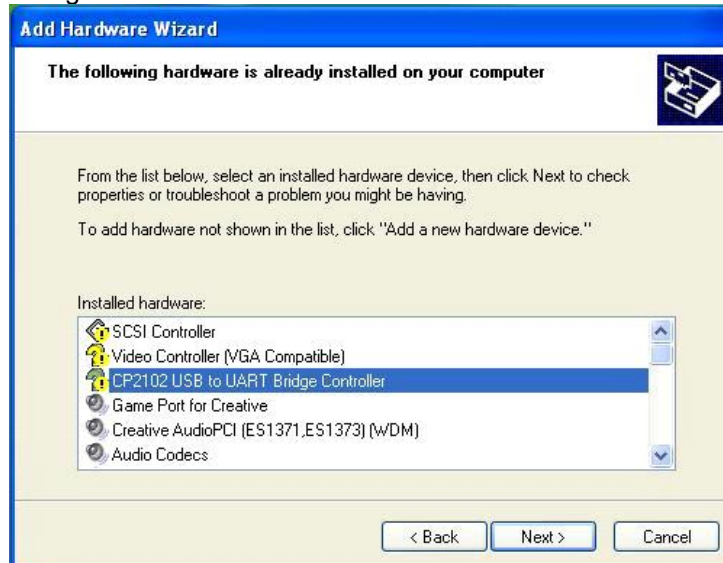 Add Hardware Wizard
The following hardware is already installed on your computer
From the list below, select an installed hardware device, then click Next to check
properties or troubleshoot a problem you might be having.
To add hardware not shown in the list, click "Add a new hardware device."
Installed hardware:
SCSI Controller
Video Controller (VGA Compatible)
CP2102 USB to UART Bridge Controller
Game Port for Creative
Creative AudioPCI (ES1371,ES1373) (WDM)
Audio Codecs
< Back Next > Cancel